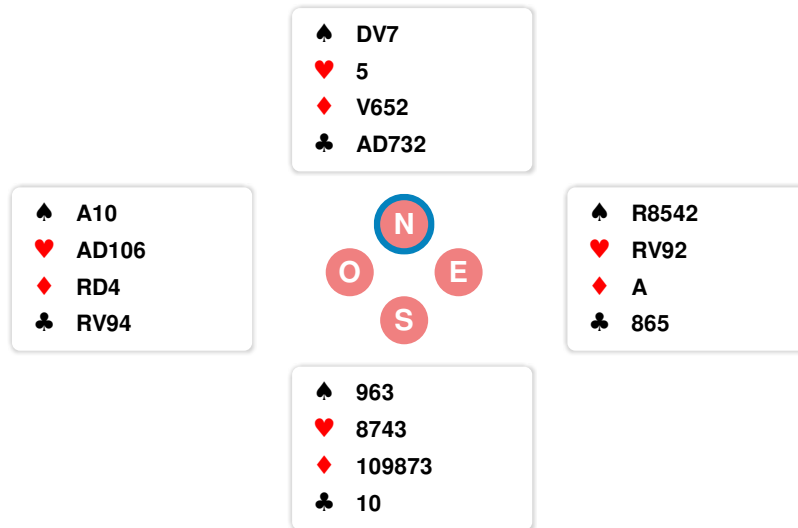 ♠ DV7
♥ 5
♦ V652
♣ AD732
♠ A10
♥ AD106
♦ RD4
♣ RV94
N
O
E
S
♠ R8542
♥ RV92
♦ A
♣ 865
♠ 963
♥ 8743
♦ 109873
♣ 10